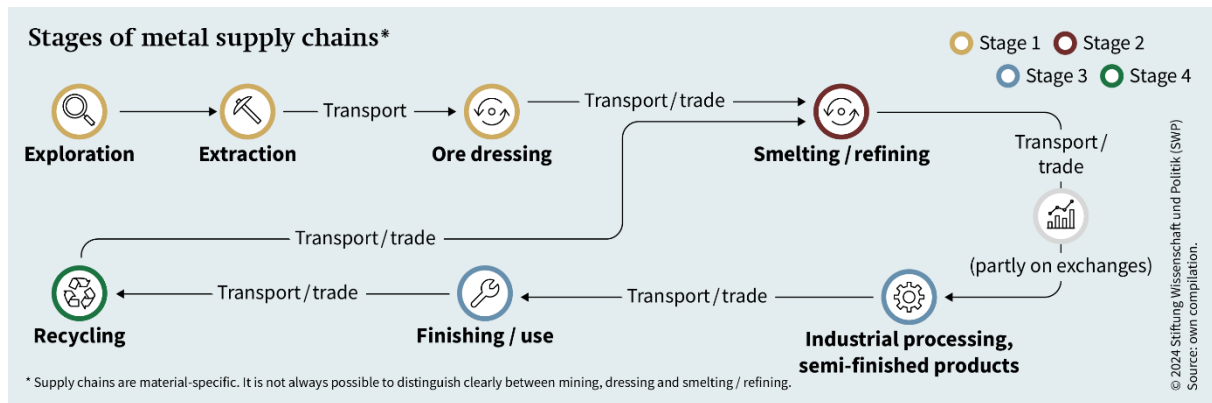 Stages of metal supply chains*
Stage 1
Stage 2
Stage 3
Stage 4
Exploration
Extraction
Transport
Ore dressing
Transport / trade
Smelting / refining
Transport /
trade
(partly on exchanges)
Industrial processing,
semi-finished products
Transport / trade
Finishing / use
Transport / trade
Recycling
Transport / trade
* Supply chains are material-specific. It is not always possible to distinguish clearly between mining, dressing and smelting / refining.
© 2024 Stiftung Wissenschaft und Politik (SWP)
Source: own compilation.